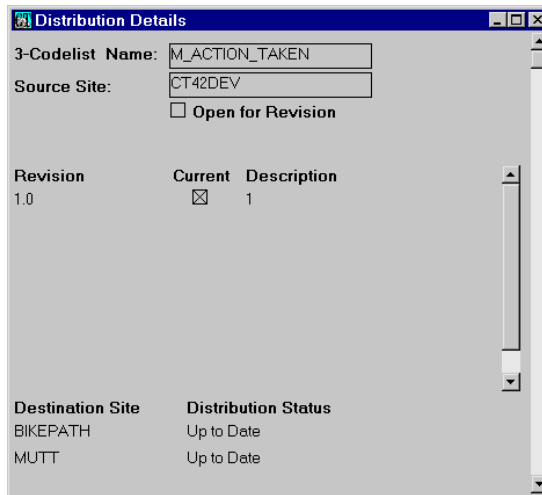 Distribution Details
3-Codelist Name: M_ACTION_TAKEN
Source Site: CT42DEV
Open for Revision
Revision Current Description
1.0 1
Destination Site Distribution Status
BIKEPATH Up to Date
MUTT Up to Date